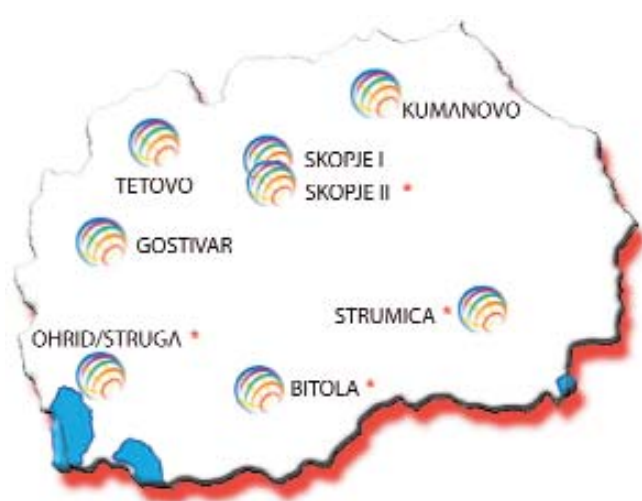 KUMANOVO
SKOPJE I
TETOVO
SKOPJE II *
GOSTIVAR
STRUMICA *
OHRID/STRUGA *
BITOLA *